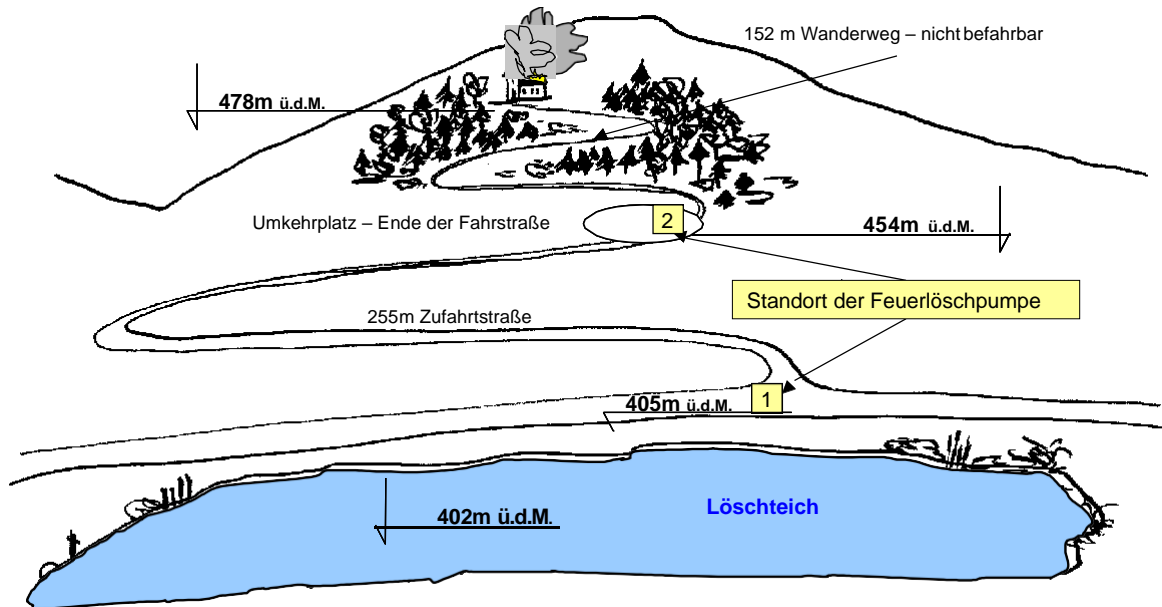 152 m Wanderweg – nicht befahrbar
478m ü.d.M.
Umkehrplatz – Ende der Fahrstraße
2
454m ü.d.M.
Standort der Feuerlöschpumpe
255m Zufahrtstraße
405m ü.d.M.
1
Löschteich
402m ü.d.M.